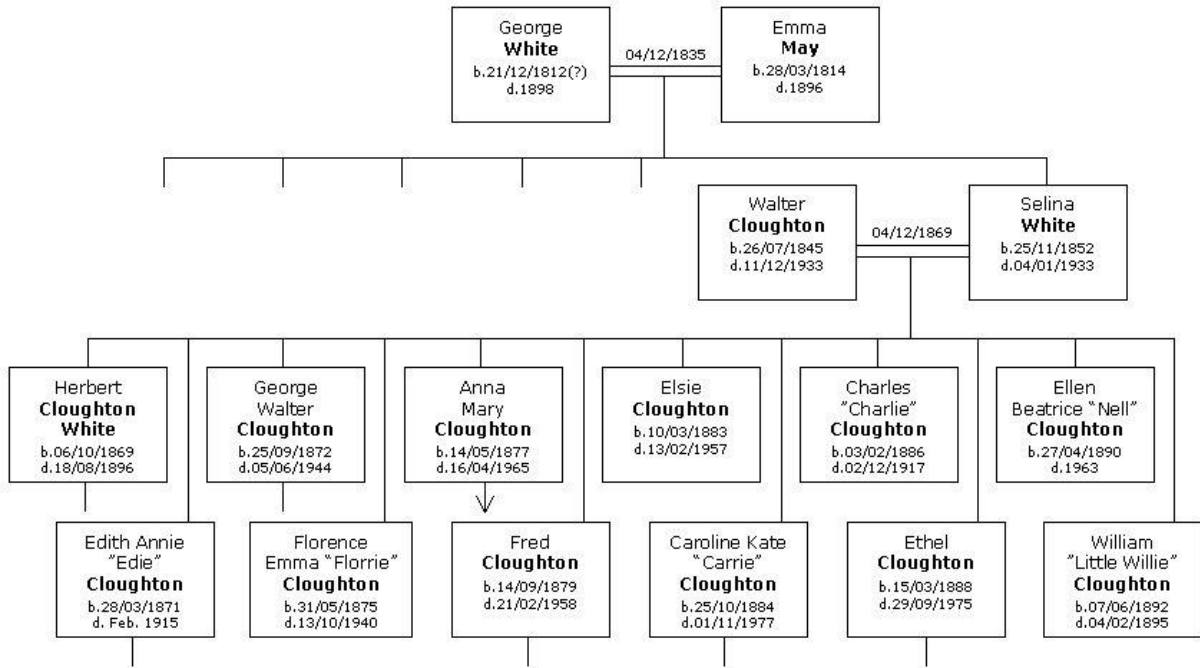 George
White
b.21/12/1812(?)
d.1898
04/12/1835
Emma
May
b.28/03/1814
d.1896
Walter
Cloughton
b.26/07/1845
d.11/12/1933
04/12/1869
Selina
White
b.25/11/1852
d.04/01/1933
Herbert
Cloughton
White
b.06/10/1869
d.18/08/1896
George
Walter
Cloughton
b.25/09/1872
d.05/06/1944
Anna
Mary
Cloughton
b.14/05/1877
d.16/04/1965
Elsie
Cloughton
b.10/03/1883
d.13/02/1957
Charles
"Charlie"
Cloughton
b.03/02/1886
d.02/12/1917
Ellen
Beatrice "Nell"
Cloughton
b.27/04/1890
d.1963
Edith Annie
"Edie"
Cloughton
b.28/03/1871
d. Feb. 1915
Florence
Emma "Florrie"
Cloughton
b.31/05/1875
d.13/10/1940
Fred
Cloughton
b.14/09/1879
d.21/02/1958
Caroline Kate
"Carrie"
Cloughton
b.25/10/1884
d.01/11/1977
Ethel
Cloughton
b.15/03/1888
d.29/09/1975
William
"Little Willie"
Cloughton
b.07/06/1892
d.04/02/1895